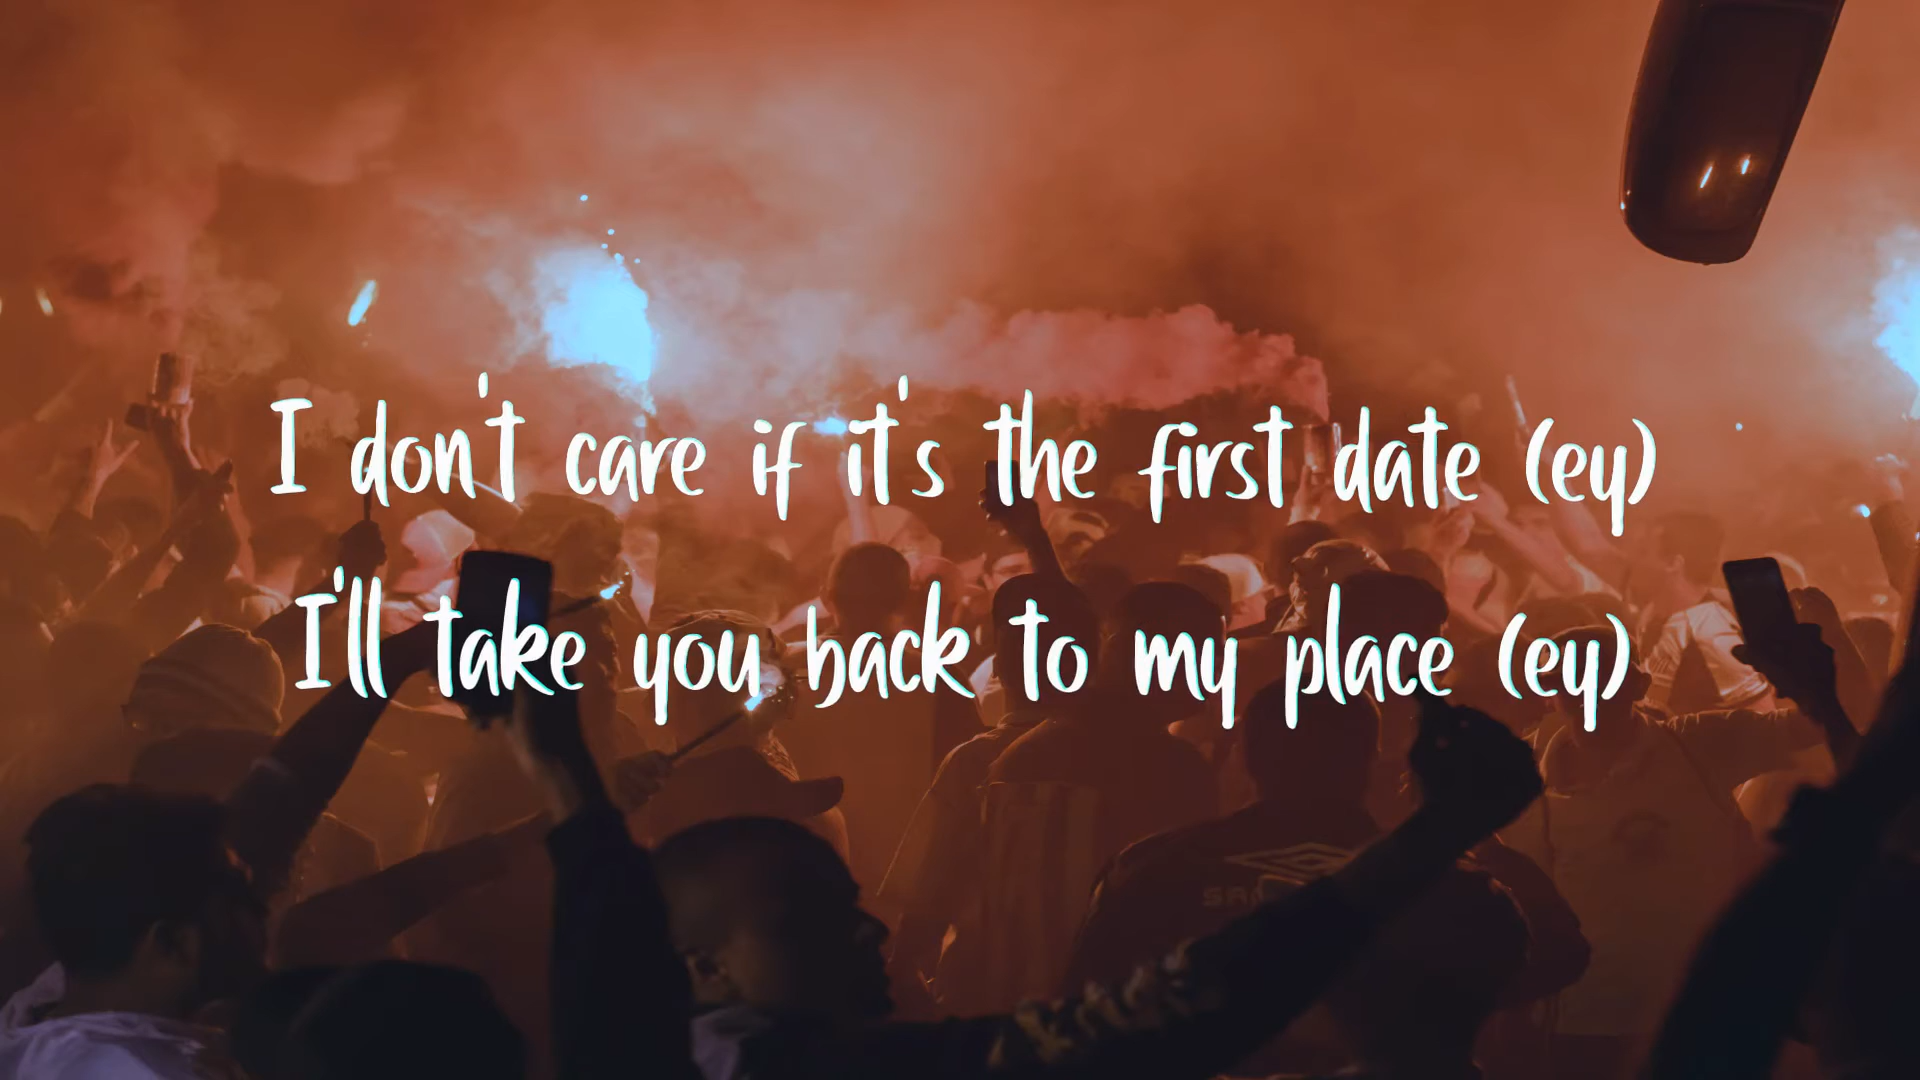 I don't care if it's the first date (ey)
I'll take you back to my place (ey)